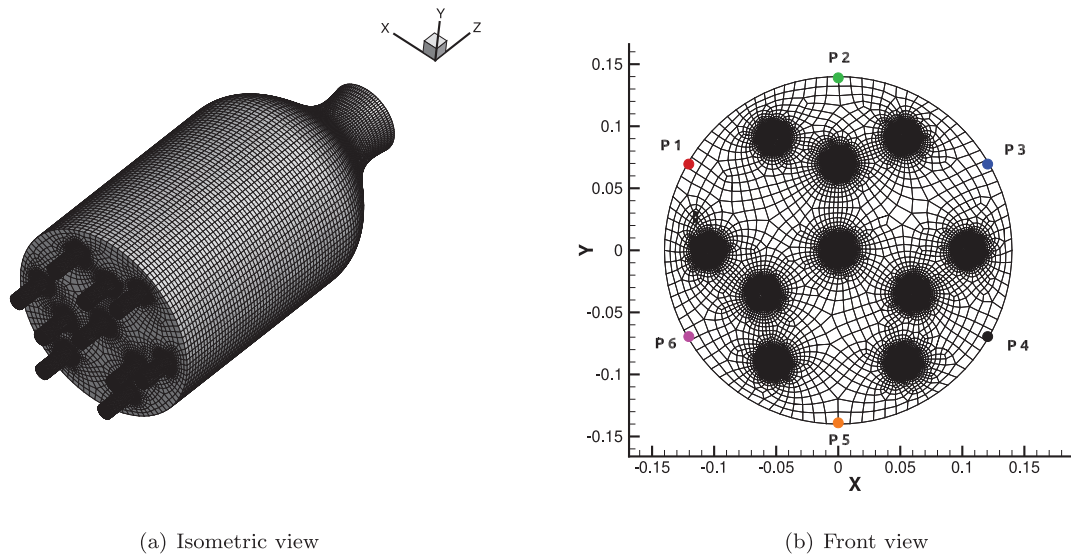 X
Y
Z
P 2
P 1
P 3
P 6
P 4
P 5
0.15
0.1
0.05
0
-0.05
-0.1
-0.15
Y
-0.15
-0.1
-0.05
0
0.05
0.1
0.15
X
(a) Isometric view
(b) Front view